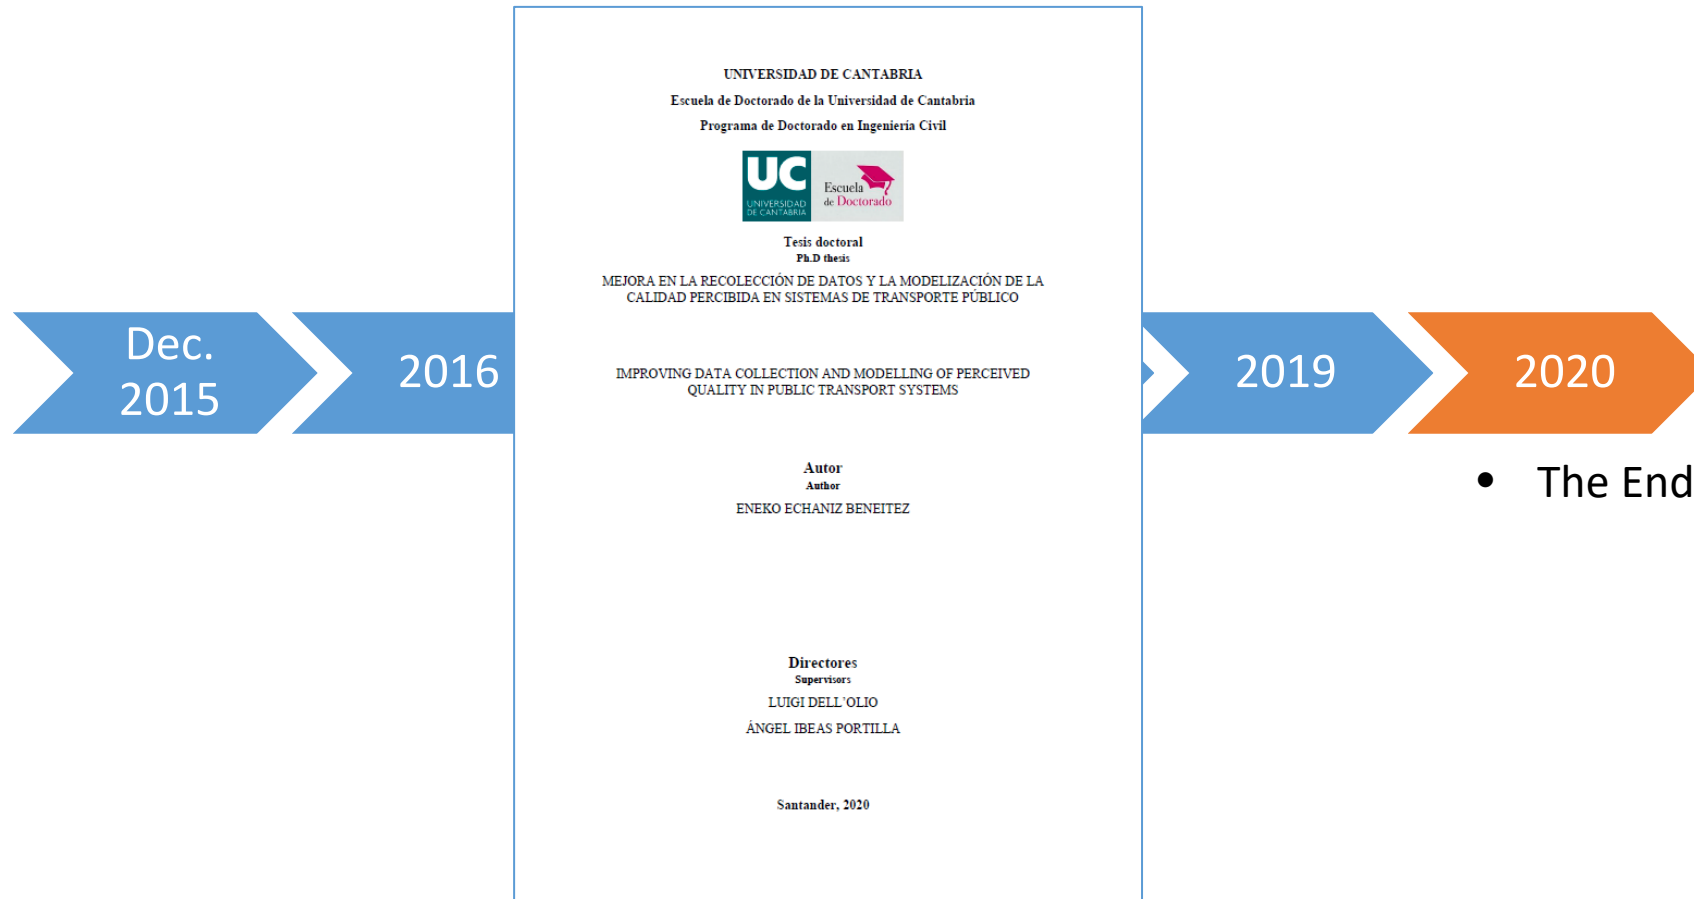 UNIVERSIDAD DE CANTABRIA
Escuela de Doctorado de la Universidad de Cantabria
Programa de Doctorado en Ingeniería Civil
UC
UNIVERSIDAD
DE CANTABRIA
Escuela
de Doctorado
Tesis doctoral
Ph.D thesis
MEJORA EN LA RECOLECCIÓN DE DATOS Y LA MODELIZACIÓN DE LA
CALIDAD PERCIBIDA EN SISTEMAS DE TRANSPORTE PÚBLICO
IMPROVING DATA COLLECTION AND MODELLING OF PERCEIVED
QUALITY IN PUBLIC TRANSPORT SYSTEMS
Autor
Author
ENEKO ECHANIZ BENEITEZ
Directores
Supervisors
LUIGI DELL'OLIO
ÁNGEL IBEAS PORTILLA
Santander, 2020
Dec.
2015
2016
2019
2020
• The End